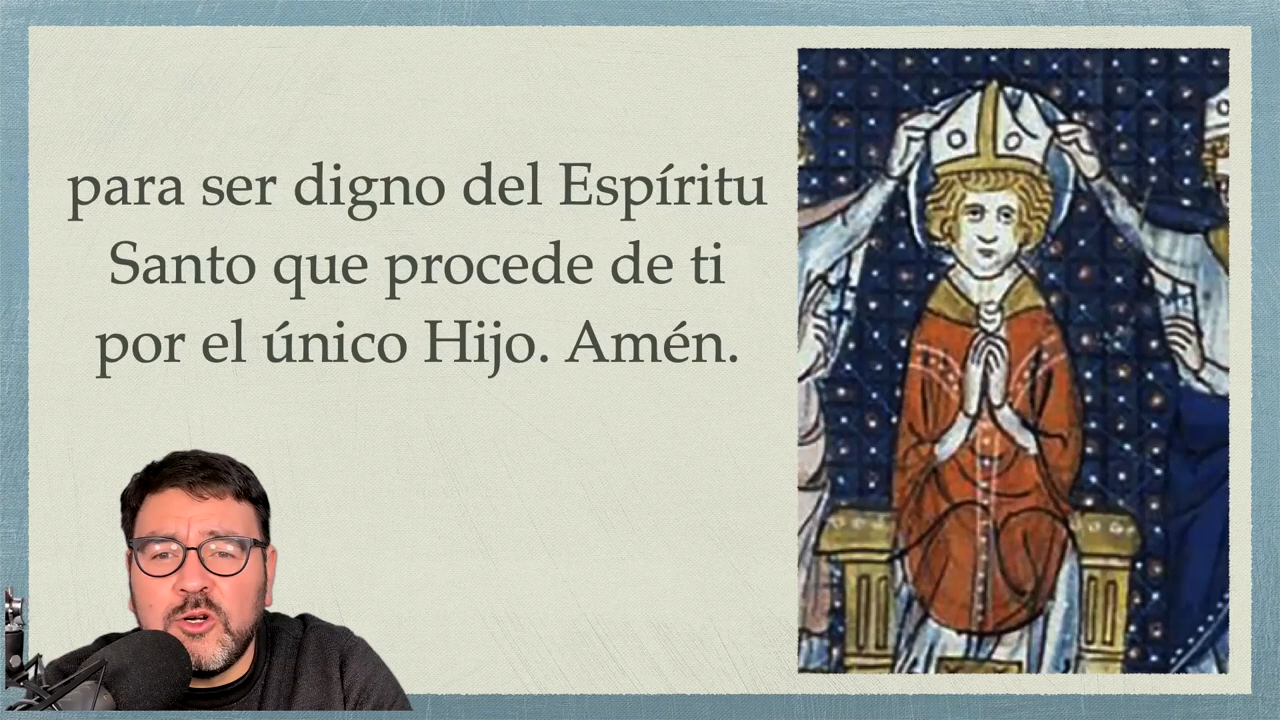 para ser digno del Espíritu
Santo que procede de ti
por el único Hijo. Amén.